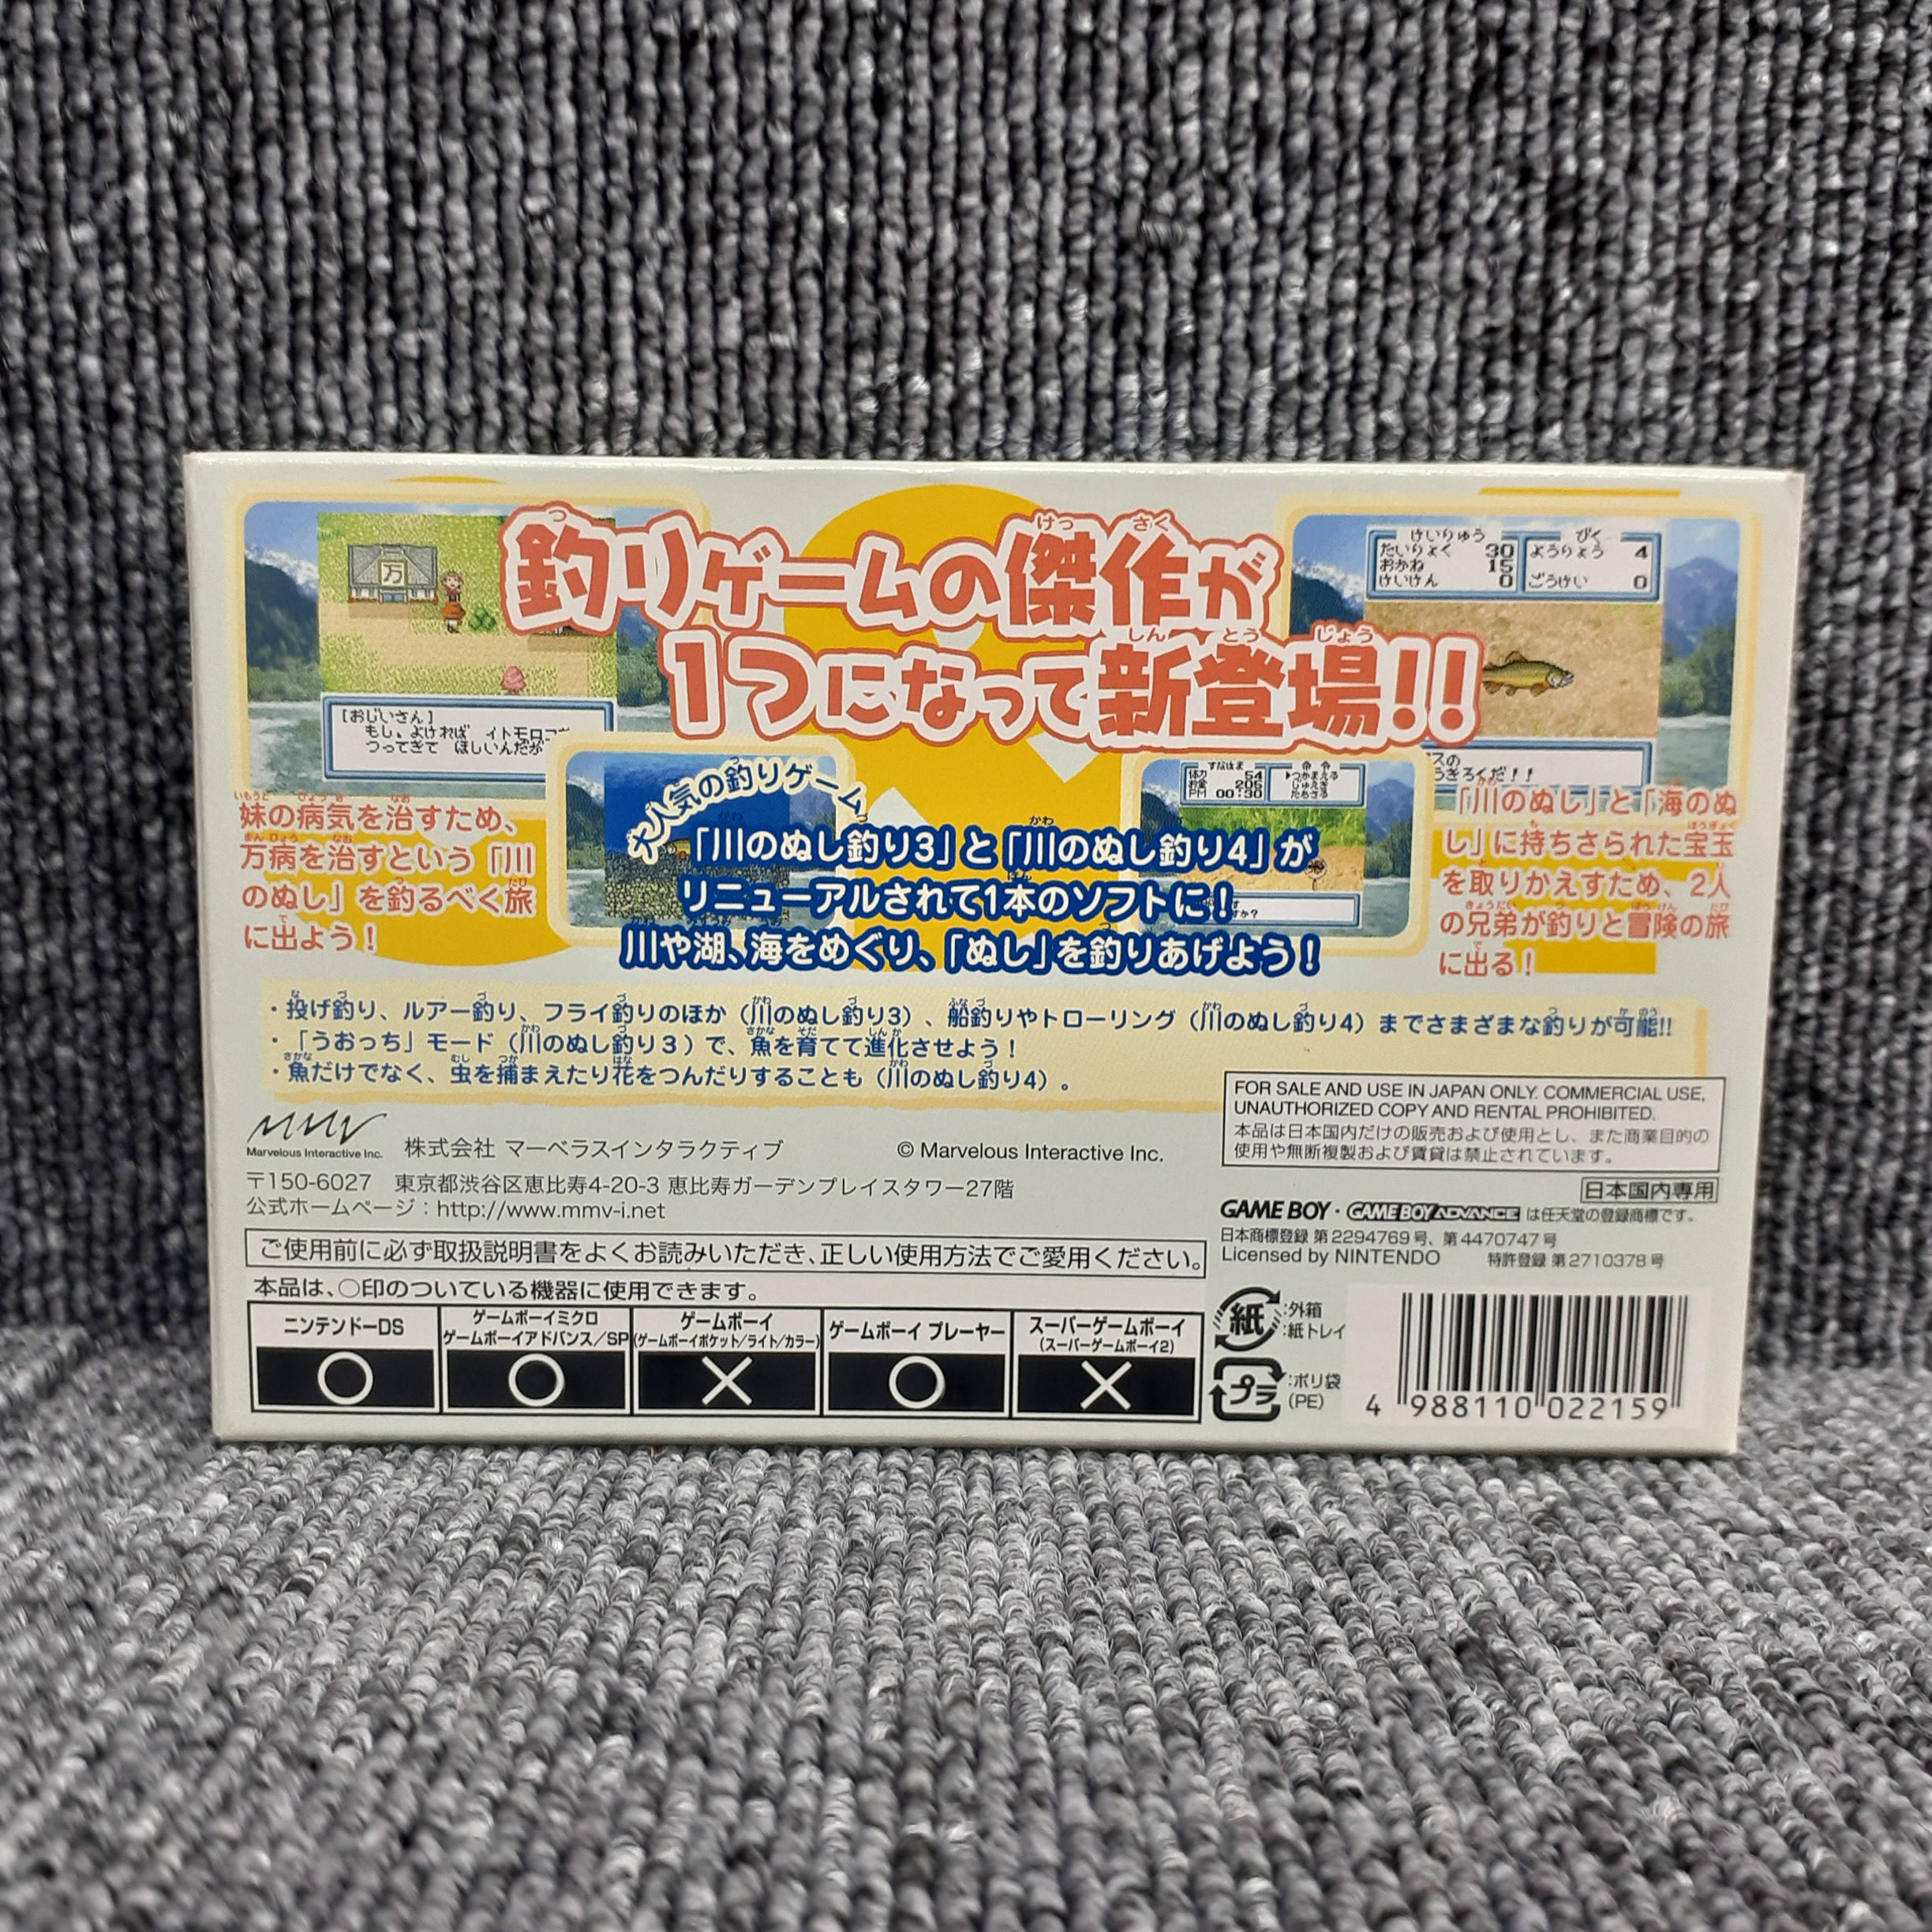 釣りゲームの傑作が
1つになって新登場!!
[おじいさん]
もし、よければ イトモロコを
つってきて ほしいんだが
けいりゅう
たいりょく 30
おかね 15
けいけん 0
びく
ようりょう 4
ごうけい 0
うぎろくだ!!
妹の病気を治すため、
万病を治すという「川
のぬし」を釣るべく旅
に出よう!
大人気の釣りゲーム
「川のぬし釣り3」と「川のぬし釣り4」が
リニューアルされて1本のソフトに!
川や湖、海をめぐり、「ぬし」を釣りあげよう!
すなはま
体力 54
お金 205
PM 00:30
命令
つかまえる
しゅえき
たちさる
すか?
「川のぬし」と「海のぬ
し」に持ちさられた宝玉
を取りかえすため、2人
の兄弟が釣りと冒険の旅
に出る!
・投げ釣り、ルアー釣り、フライ釣りのほか(川のぬし釣り3)、船釣りやトローリング(川のぬし釣り4)までさまざまな釣りが可能!!
・「うおっち」モード(川のぬし釣り3)で、魚を育てて進化させよう!
・魚だけでなく、虫を捕まえたり花をつんだりすることも(川のぬし釣り4)。
MMV
Marvelous Interactive Inc.
株式会社 マーベラスインタラクティブ
© Marvelous Interactive Inc.
〒150-6027 東京都渋谷区恵比寿4-20-3 恵比寿ガーデンプレイスタワー27階
公式ホームページ:http://www.mmv-i.net
FOR SALE AND USE IN JAPAN ONLY. COMMERCIAL USE,
UNAUTHORIZED COPY AND RENTAL PROHIBITED.
本品は日本国内だけの販売および使用とし、また商業目的の
使用や無断複製および賃貸は禁止されています。
日本国内専用
GAME BOY・GAME BOY ADVANCE は任天堂の登録商標です。
日本商標登録 第2294769号、第4470747号
Licensed by NINTENDO 特許登録 第2710378号
ご使用前に必ず取扱説明書をよくお読みいただき、正しい使用方法でご愛用ください。
本品は、○印のついている機器に使用できます。
ニンテンドーDS
○
ゲームボーイミクロ
ゲームボーイアドバンス/SP
○
ゲームボーイ
(ゲームボーイポケット/ライト/カラー)
×
ゲームボーイ プレーヤー
○
スーパーゲームボーイ
(スーパーゲームボーイ2)
×
紙
:外箱
:紙トレイ
プラ
:ポリ袋
(PE)
4 988110 022159